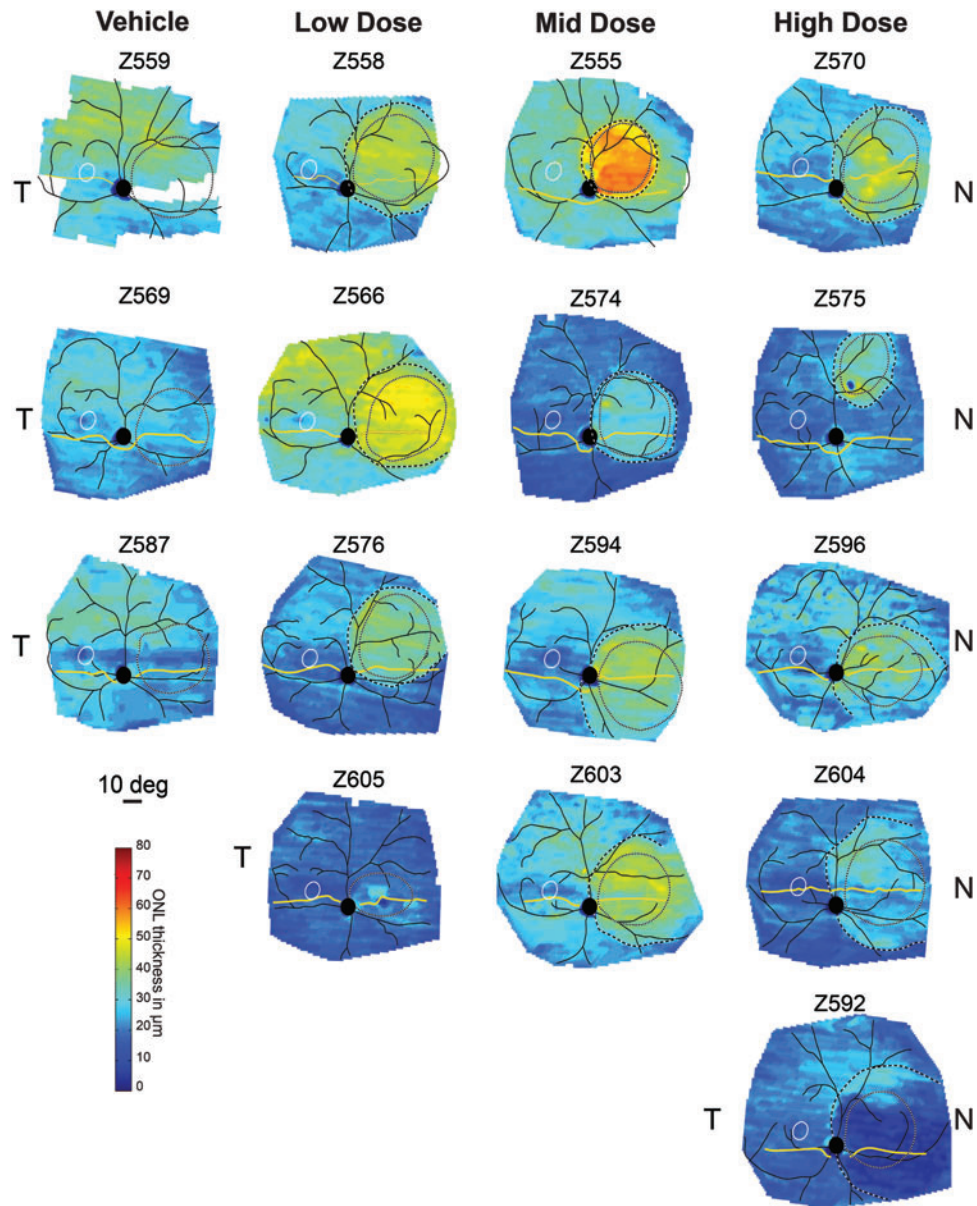 Vehicle Low Dose Mid Dose High Dose
Z559 Z558 Z555 Z570
T N
Z569 Z566 Z574 Z575
T N
Z587 Z576 Z594 Z596
T N
10 deg
Z605 Z603 Z604
T N
80
70
60
50
40
30
20
10
0
ONL thickness in µm
Z592
T N